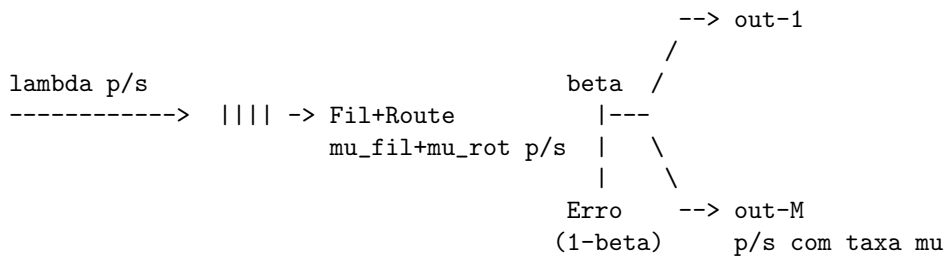 --> out-1
/
lambda p/s beta /
------------> |||| -> Fil+Route |---
mu_fil+mu_rot p/s | \
| \
Erro --> out-M
(1-beta) p/s com taxa mu